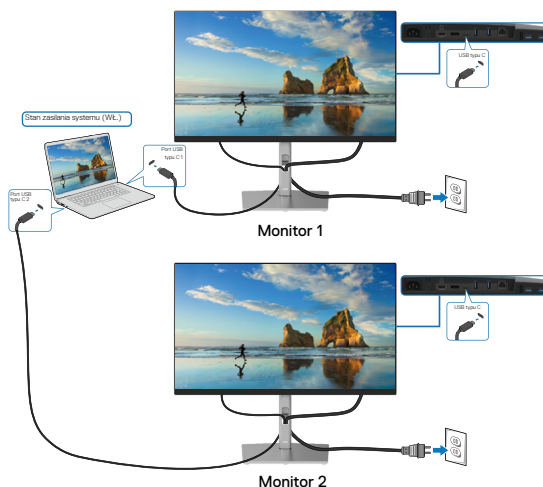 USB typu C
Stan zasilania systemu (WŁ.)
Port USB
typu C 1
Port USB
typu C 2
Monitor 1
USB typu C
Monitor 2